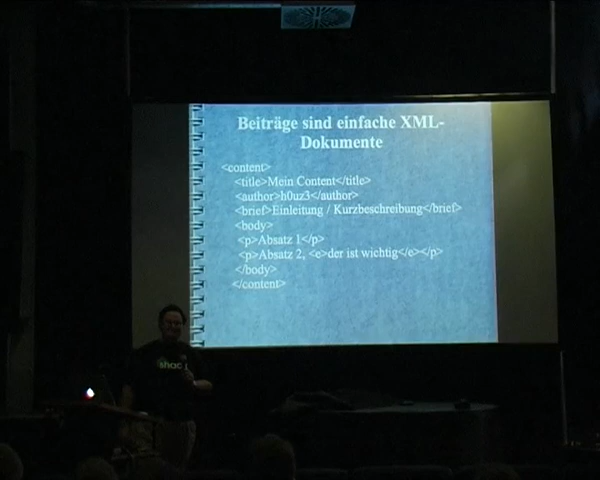 Beiträge sind einfache XML-
Dokumente
<content>
<title>Mein Content</title>
<author>h0uz3</author>
<brief>Einleitung / Kurzbeschreibung</brief>
<body>
<p>Absatz 1</p>
<p>Absatz 2, <e>der ist wichtig</e></p>
</body>
</content>
shac